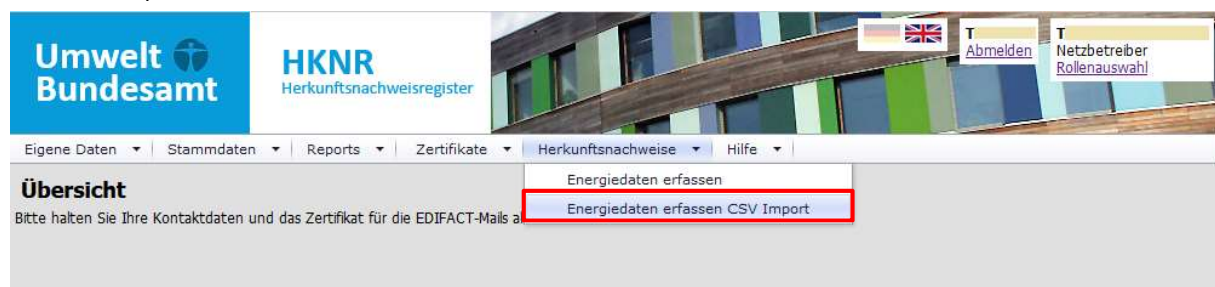 Umwelt
Bundesamt
HKNR
Herkunftsnachweisregister
T
Abmelden
T
Netzbetreiber
Rollenauswahl
Eigene Daten Stammdaten Reports Zertifikate Herkunftsnachweise Hilfe
Energiedaten erfassen
Energiedaten erfassen CSV Import
Übersicht
Bitte halten Sie Ihre Kontaktdaten und das Zertifikat für die EDIFACT-Mails